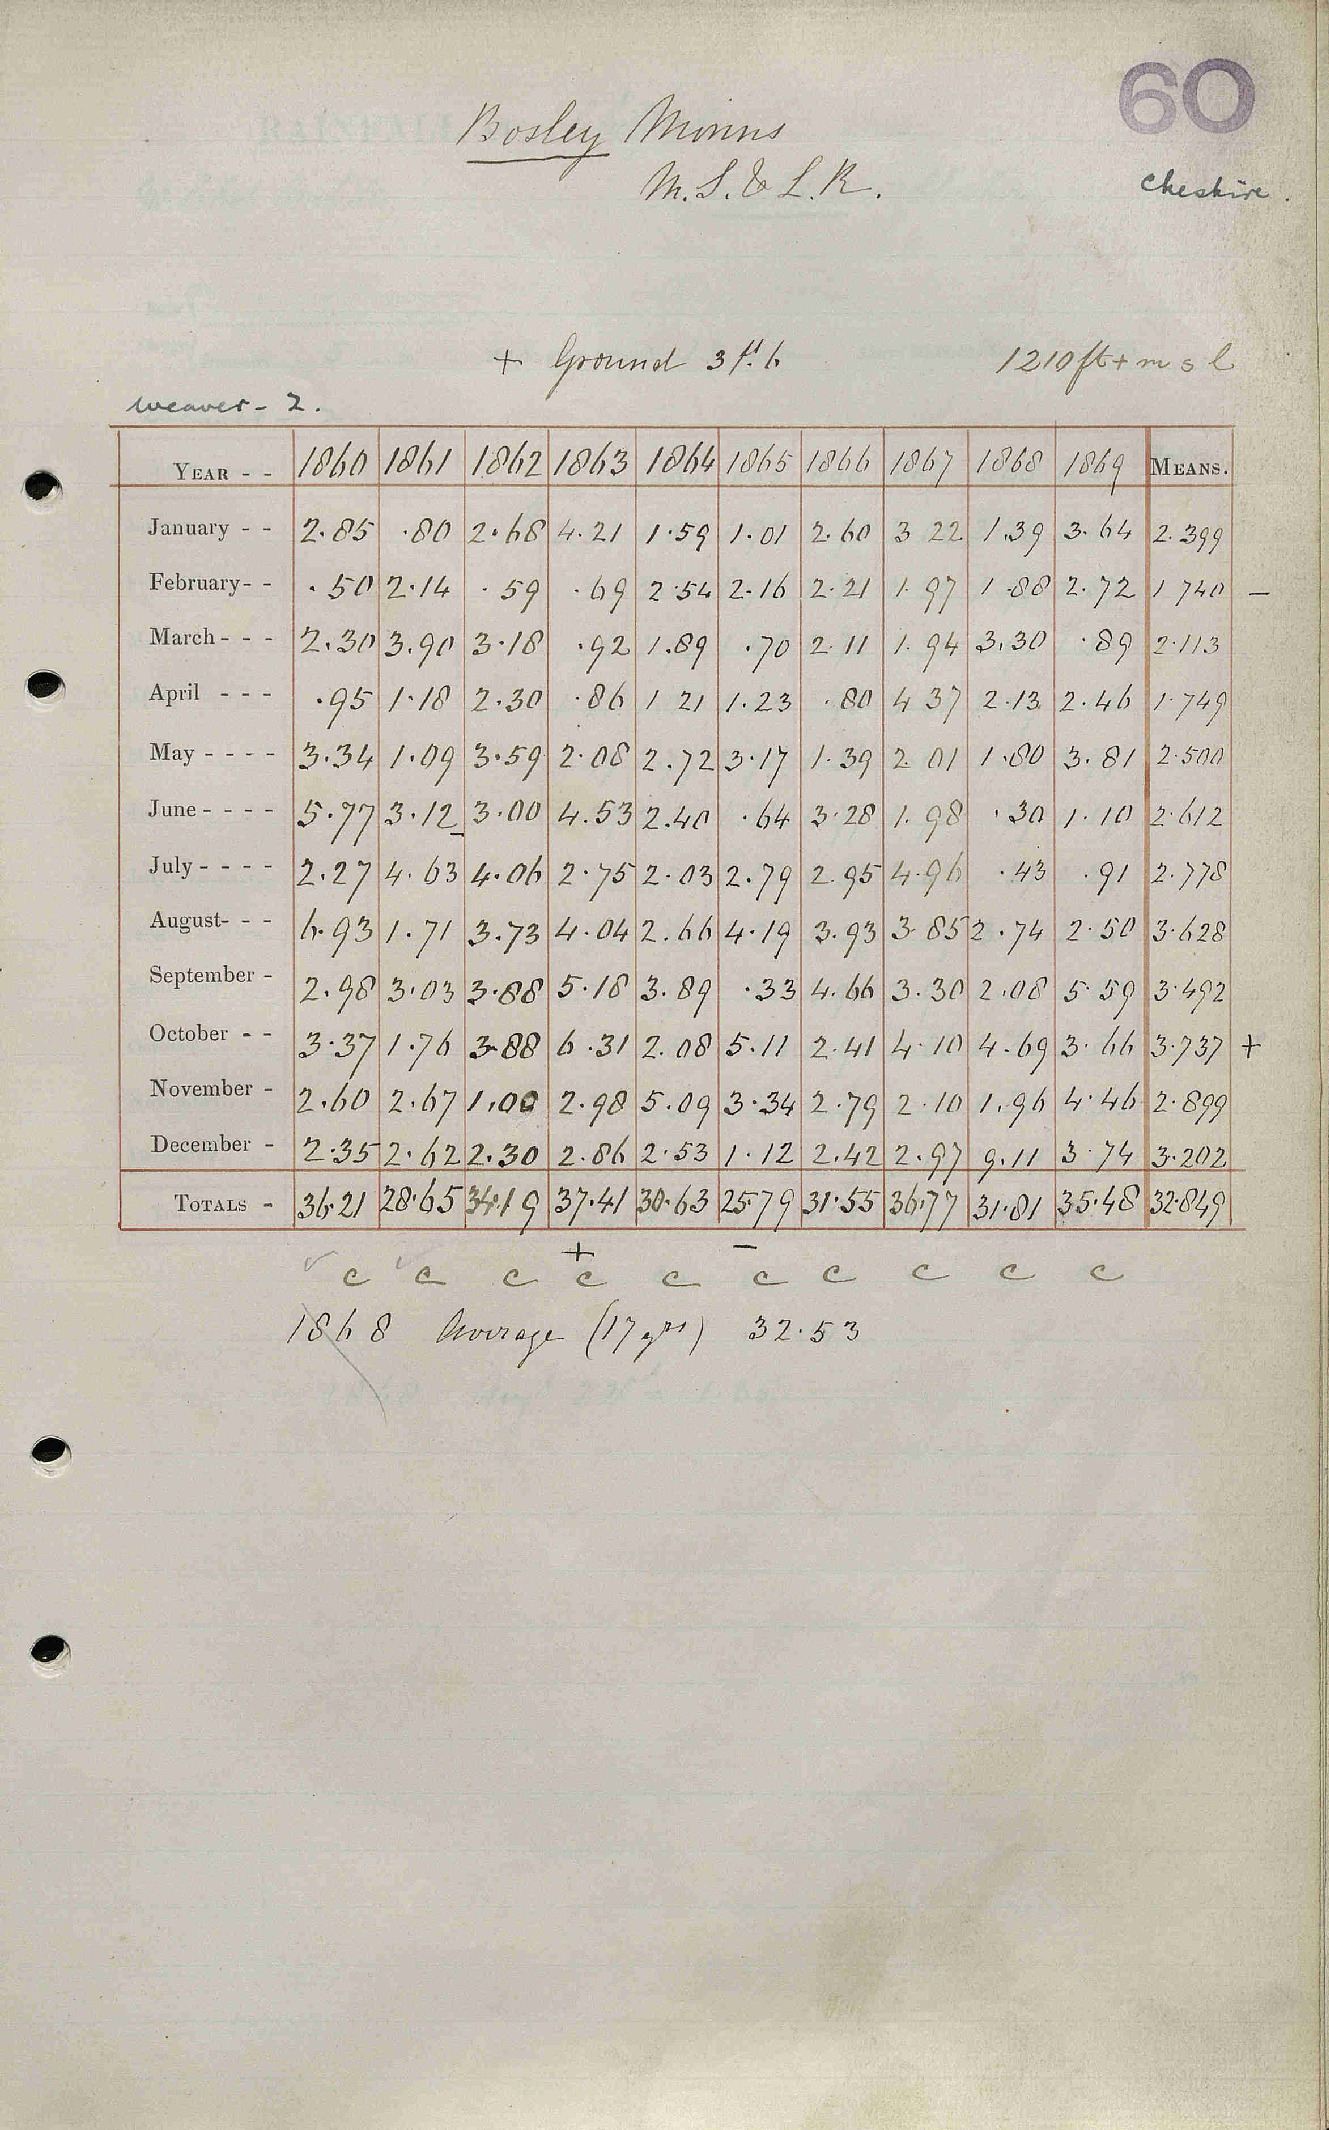 60
Bosley Minns
M.S. & L.R.
Cheshire.
+ Ground 3 ft. 6
1210 ft + m s l
Weaver - 2.
YEAR - - 1860 1861 1862 1863 1864 1865 1866 1867 1868 1869 MEANS.
January - - 2.85 .80 2.68 4.21 1.59 1.01 2.60 3 22 1.39 3.64 2.399
February - - .50 2.14 .59 .69 2.54 2.16 2.21 1.97 1.88 2.72 1 740 –
March - - - 2.30 3.90 3.18 .92 1.89 .70 2.11 1.94 3.30 .89 2.113
April - - - .95 1.18 2.30 .86 1 21 1.23 .80 4 37 2.13 2.46 1.749
May - - - - 3.34 1.09 3.59 2.08 2.72 3.17 1.39 2 01 1.80 3.81 2.500
June - - - - 5.77 3.12 3.00 4.53 2.40 .64 3.28 1.98 .30 1.10 2.612
July - - - - 2.27 4.63 4.06 2.75 2.03 2.79 2.95 4.96 .43 .91 2.778
August- - - 6.93 1.71 3.73 4.04 2.66 4.19 3.93 3.85 2.74 2.50 3.628
September - 2.98 3.03 3.88 5.18 3.89 .33 4.66 3.30 2.08 5.59 3.492
October - - 3.37 1.76 3.88 6.31 2.08 5.11 2.41 4.10 4.69 3.66 3.737 +
November - 2.60 2.67 1.00 2.98 5.09 3.34 2.79 2.10 1.96 4.46 2.899
December - 2.35 2.62 2.30 2.86 2.53 1.12 2.42 2.97 9.11 3.74 3.202
TOTALS - 36.21 28.65 34.19 37.41 30.63 25.79 31.55 36.77 31.81 35.48 32.849
+ –
c c c c c c c c c c
1868 Average (17 yrs) 32.53